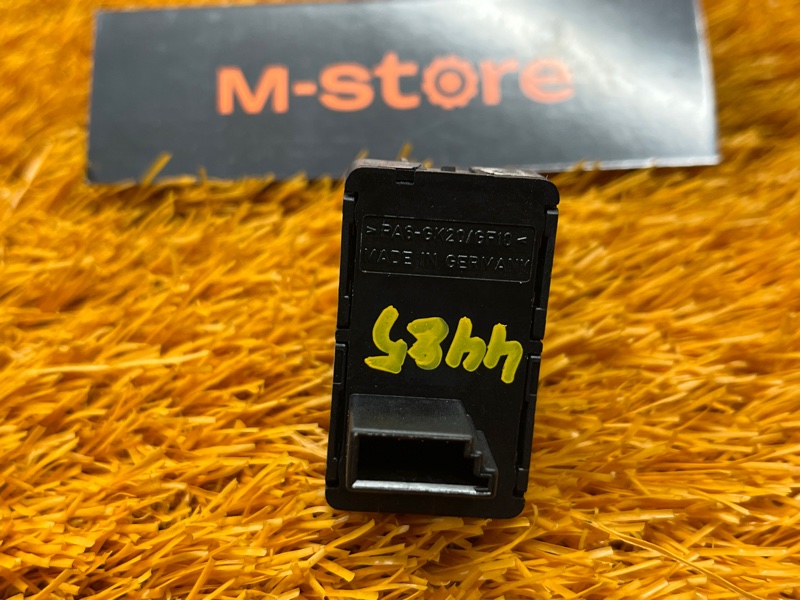 M-store
>PA6-GK20/GF10<
MADE IN GERMANY
4485